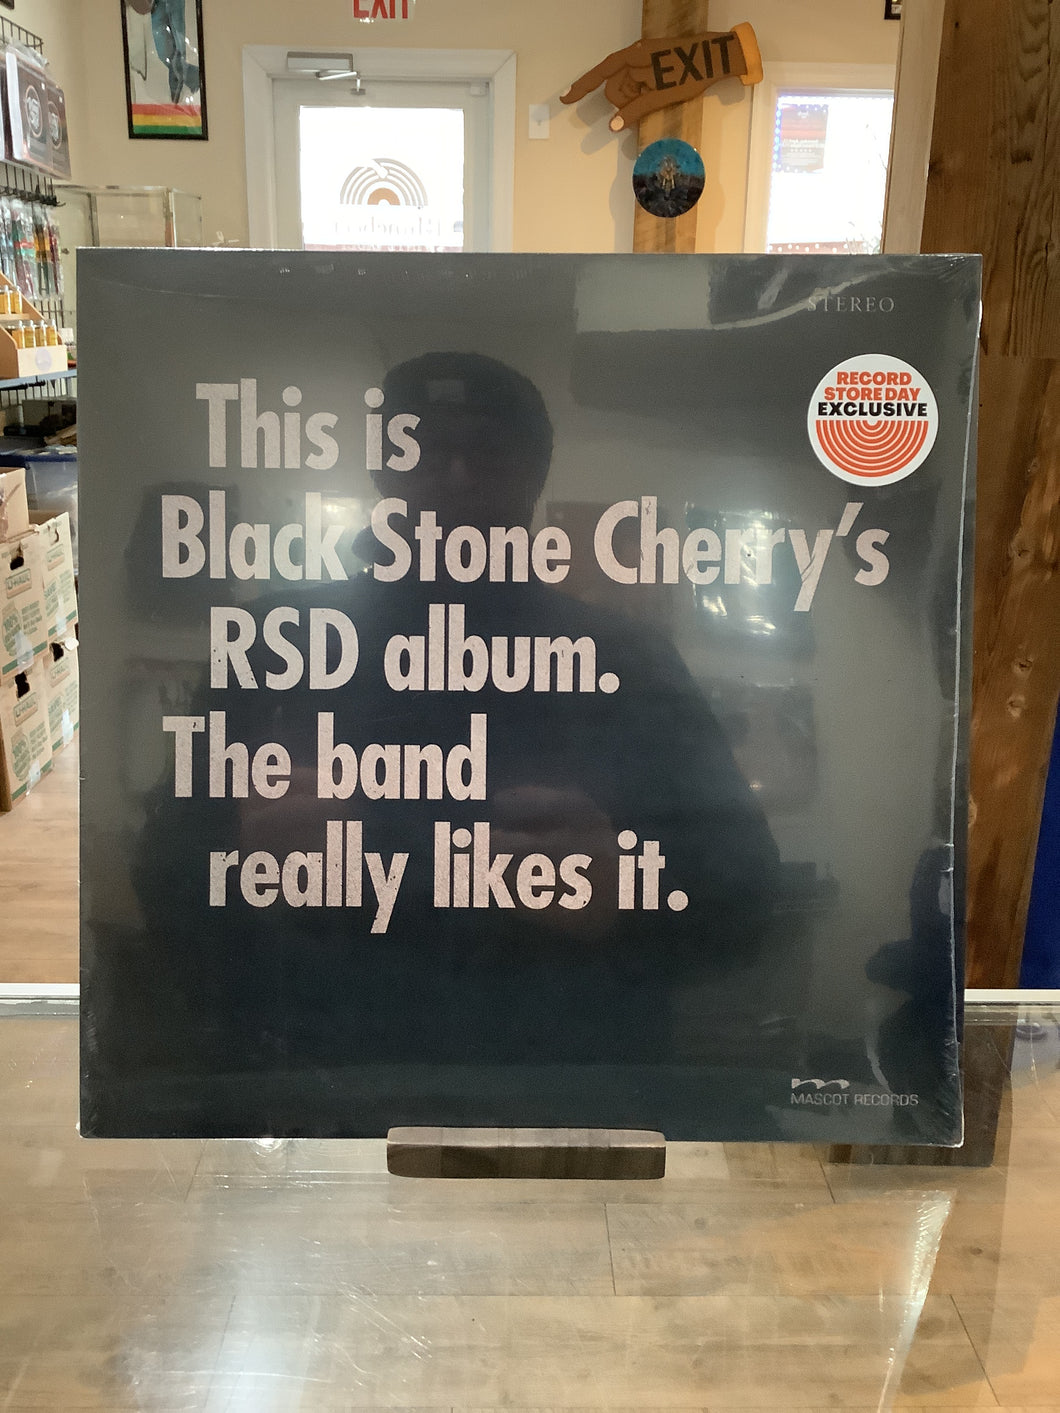 EXIT
EXIT
STEREO
RECORD
STORE DAY
EXCLUSIVE
This is
Black Stone Cherry's
RSD album.
The band
really likes it.
MASCOT RECORDS
U-HAUL